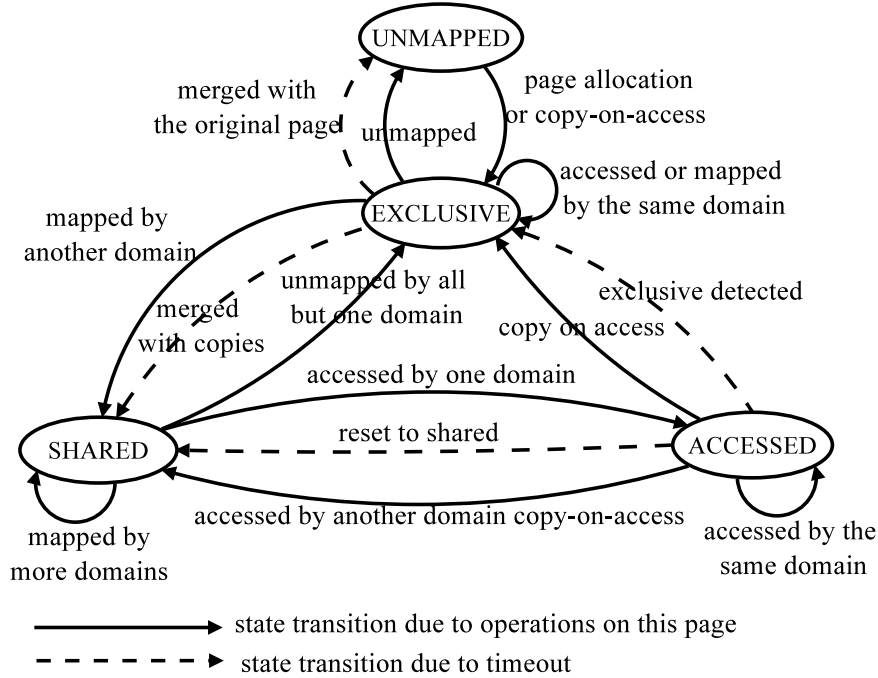 UNMAPPED
merged with
the original page
unmapped
page allocation
or copy-on-access
EXCLUSIVE
accessed or mapped
by the same domain
mapped by
another domain
merged
with copies
unmapped by all
but one domain
exclusive detected
copy on access
accessed by one domain
SHARED
reset to shared
ACCESSED
accessed by another domain copy-on-access
mapped by
more domains
accessed by the
same domain
state transition due to operations on this page
state transition due to timeout